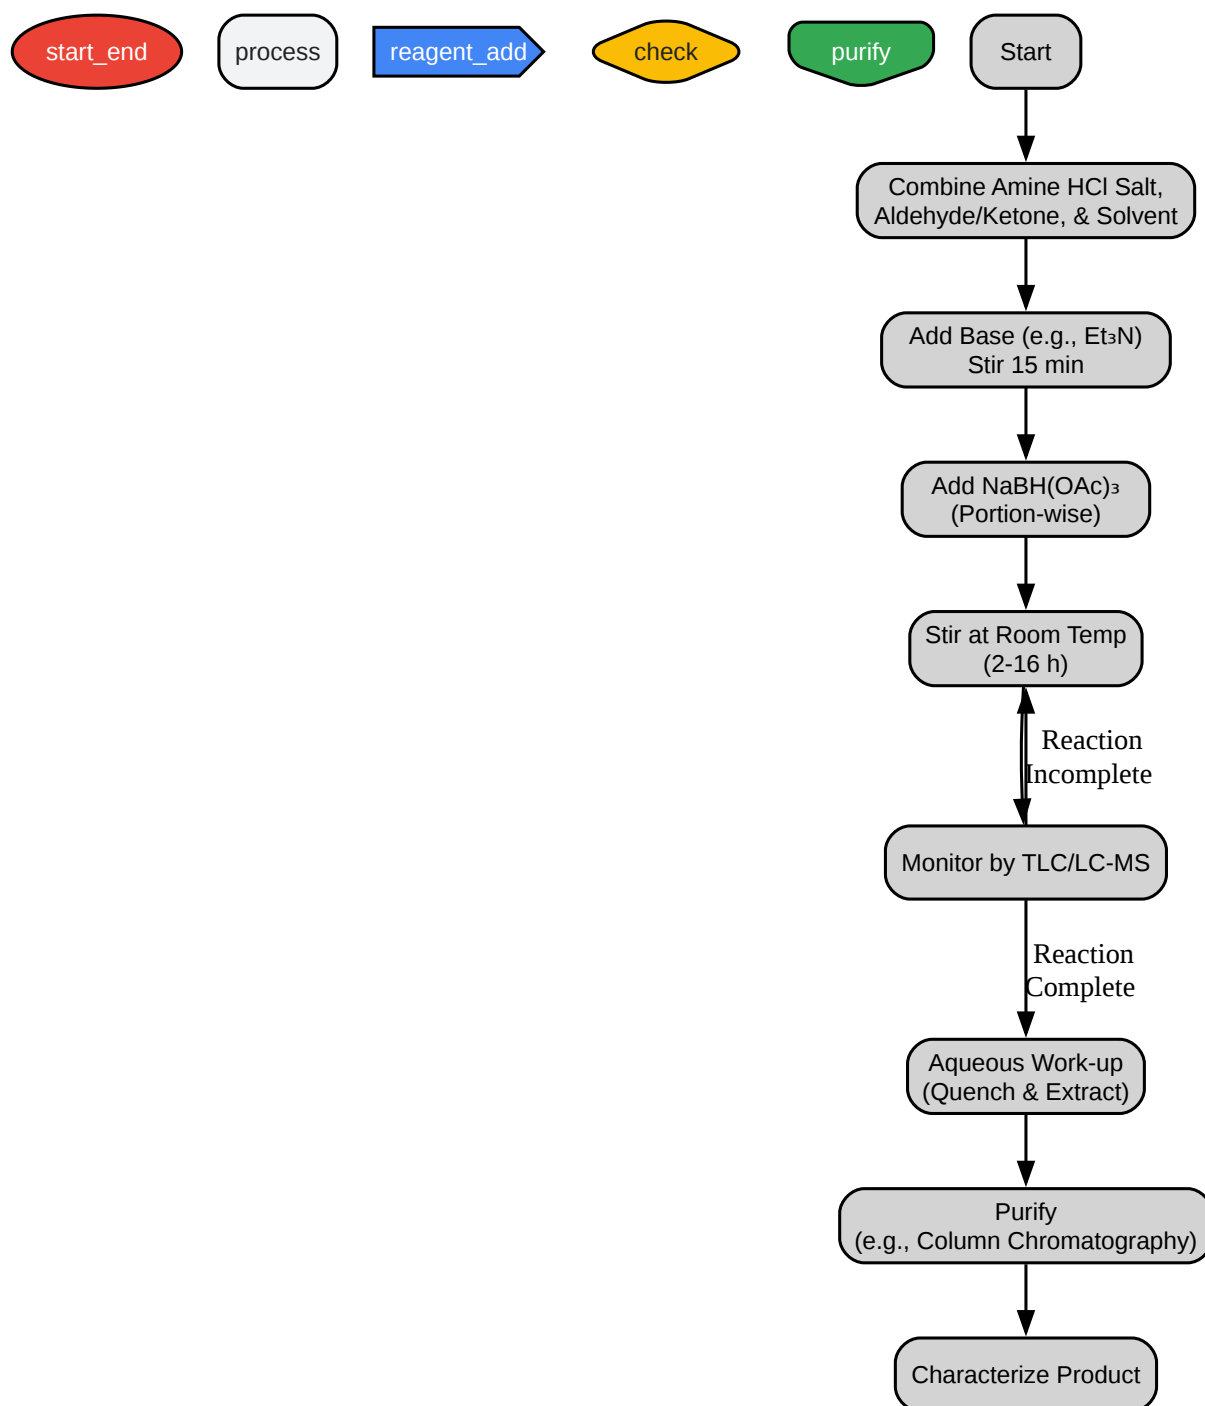 start_end
process
reagent_add
check
purify
Start
Combine Amine HCl Salt,
Aldehyde/Ketone, & Solvent
Add Base (e.g., Et₃N)
Stir 15 min
Add NaBH(OAc)₃
(Portion-wise)
Stir at Room Temp
(2-16 h)
Reaction
Incomplete
Monitor by TLC/LC-MS
Reaction
Complete
Aqueous Work-up
(Quench & Extract)
Purify
(e.g., Column Chromatography)
Characterize Product